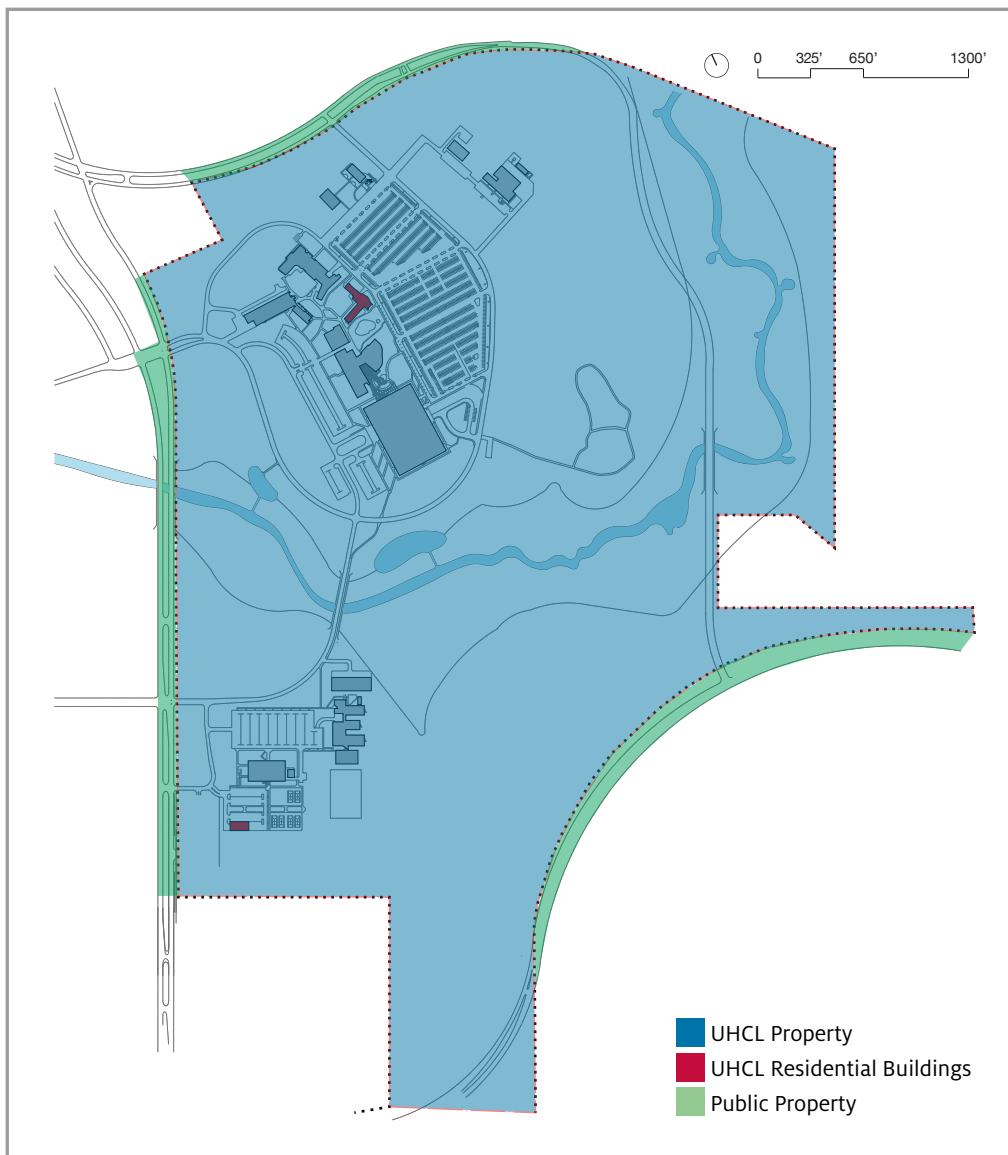 0 325' 650' 1300'
UHCL Property
UHCL Residential Buildings
Public Property